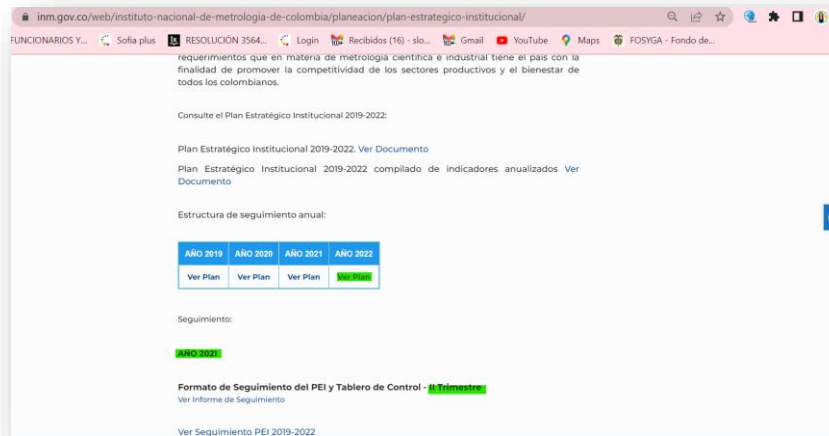 inm.gov.co/web/instituto-nacional-de-metrologia-de-colombia/planeacion/plan-estrategico-institucional/
FUNCIONARIOS Y... Sofia plus RESOLUCIÓN 3564... Login Recibidos (16) - slo... Gmail YouTube Maps FOSYGA - Fondo de...
requerimientos que en materia de metrología científica e industrial tiene el país con la
finalidad de promover la competitividad de los sectores productivos y el bienestar de
todos los colombianos.
Consulte el Plan Estratégico Institucional 2019-2022:
Plan Estratégico Institucional 2019-2022. Ver Documento
Plan Estratégico Institucional 2019-2022 compilado de indicadores anualizados Ver
Documento
Estructura de seguimiento anual:
AÑO 2019 AÑO 2020 AÑO 2021 AÑO 2022
Ver Plan Ver Plan Ver Plan Ver Plan
Seguimiento:
AÑO 2021
Formato de Seguimiento del PEI y Tablero de Control - II Trimestre
Ver Informe de Seguimiento
Ver Seguimiento PEI 2019-2022